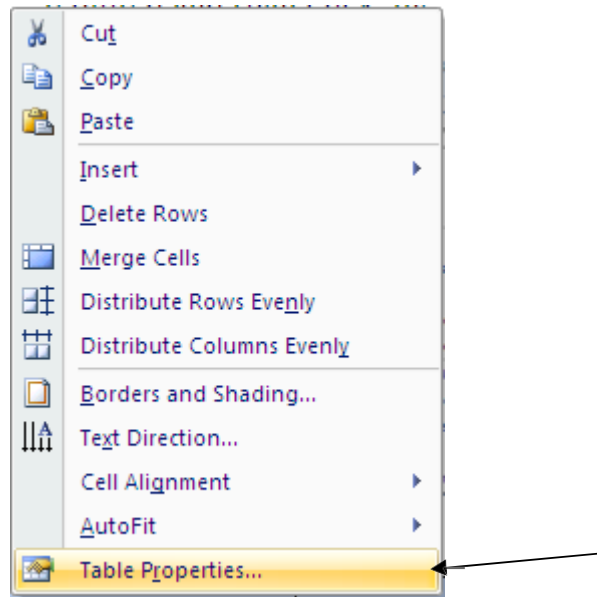 Cut
Copy
Paste
Insert
Delete Rows
Merge Cells
Distribute Rows Evenly
Distribute Columns Evenly
Borders and Shading...
Text Direction...
Cell Alignment
AutoFit
Table Properties...